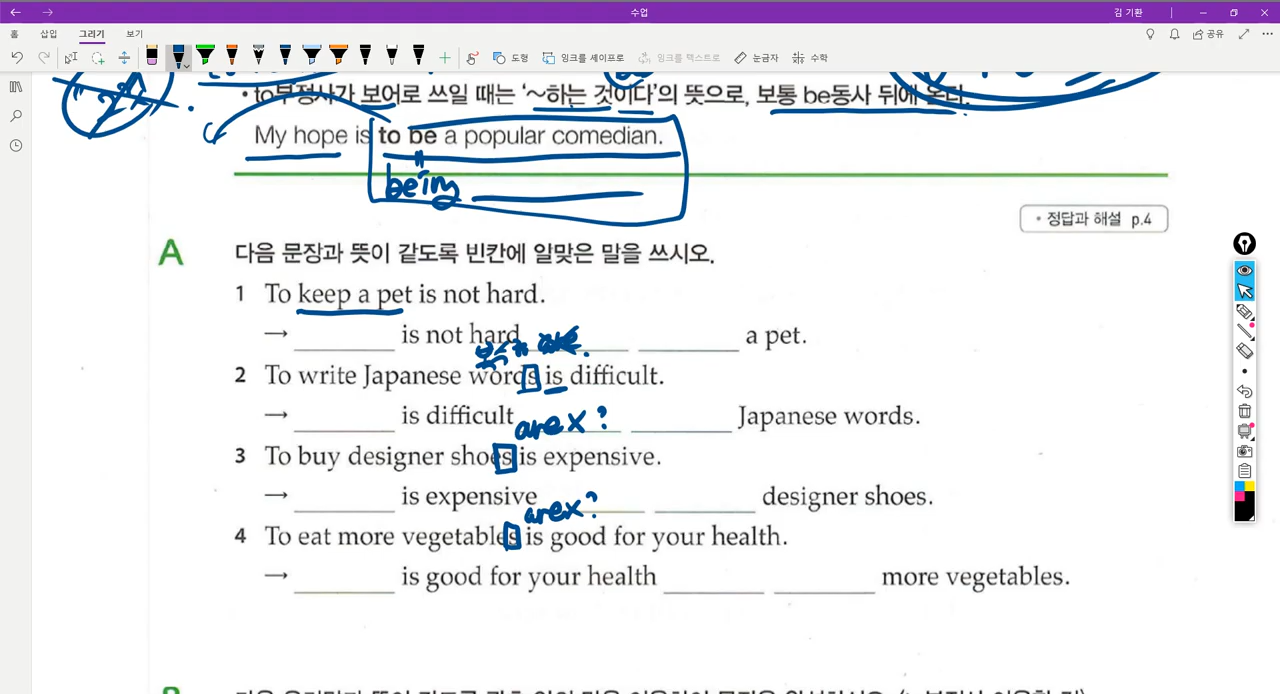 수업
김 기환
홈 삽입 그리기 보기
공유
도형 잉크를 셰이프로 잉크를 텍스트로 눈금자 수학
• to부정사가 보어로 쓰일 때는 '~하는 것이다'의 뜻으로, 보통 be동사 뒤에 온다.
My hope is to be a popular comedian.
being
• 정답과 해설 p.4
A 다음 문장과 뜻이 같도록 빈칸에 알맞은 말을 쓰시오.
1 To keep a pet is not hard.
→ ________ is not hard ________ ________ a pet.
are
2 To write Japanese words is difficult.
→ ________ is difficult ________ ________ Japanese words.
are x ?
3 To buy designer shoes is expensive.
→ ________ is expensive ________ ________ designer shoes.
are x ?
4 To eat more vegetables is good for your health.
→ ________ is good for your health ________ ________ more vegetables.